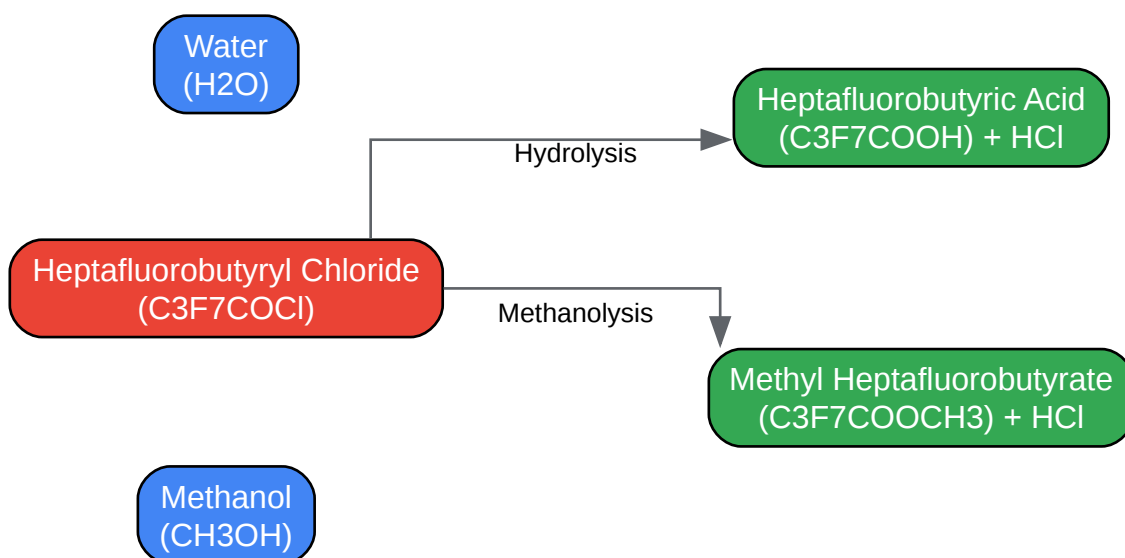 Water
(H2O)
Heptafluorobutyric Acid
(C3F7COOH) + HCl
Hydrolysis
Heptafluorobutyryl Chloride
(C3F7COCl)
Methanolysis
Methyl Heptafluorobutyrate
(C3F7COOCH3) + HCl
Methanol
(CH3OH)